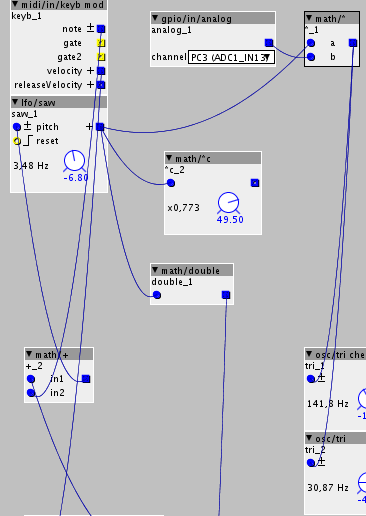 midi/in/keyb mod
keyb_1
note
gate
gate2
velocity
releaseVelocity
lfo/saw
saw_1
± pitch
reset
3,48 Hz
-6.80
gpio/in/analog
analog_1
channel PC3 (ADC1_IN13
math/*
*_1
a
b
math/*c
*c_2
x0,773
49.50
math/double
double_1
math/+
+_2
in1
in2
osc/tri che
tri_1
±
141,8 Hz
osc/tri
tri_2
±
30,87 Hz